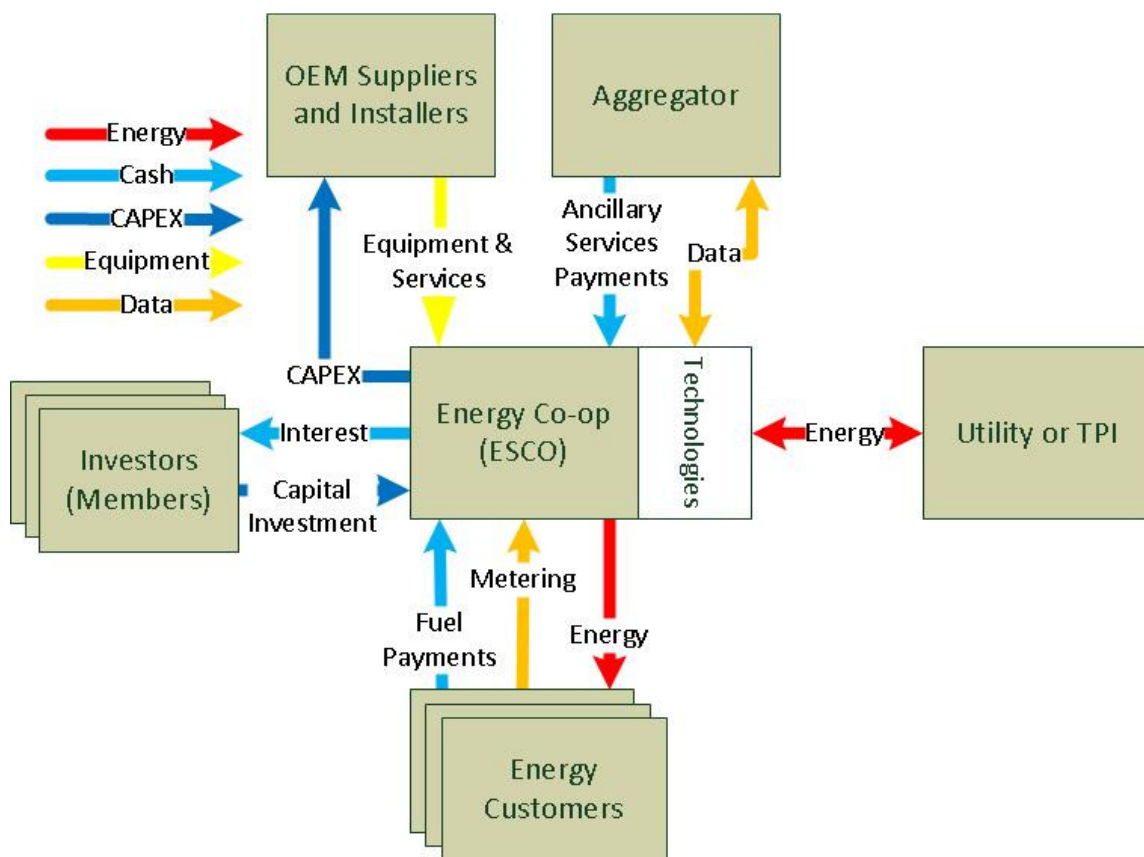 OEM Suppliers
and Installers
Aggregator
Energy
Cash
CAPEX
Equipment
Data
Equipment &
Services
Ancillary
Services
Payments
Data
CAPEX
Interest
Capital
Investment
Investors
(Members)
Energy Co-op
(ESCO)
Technologies
Energy
Utility or TPI
Metering
Fuel
Payments
Energy
Energy
Customers